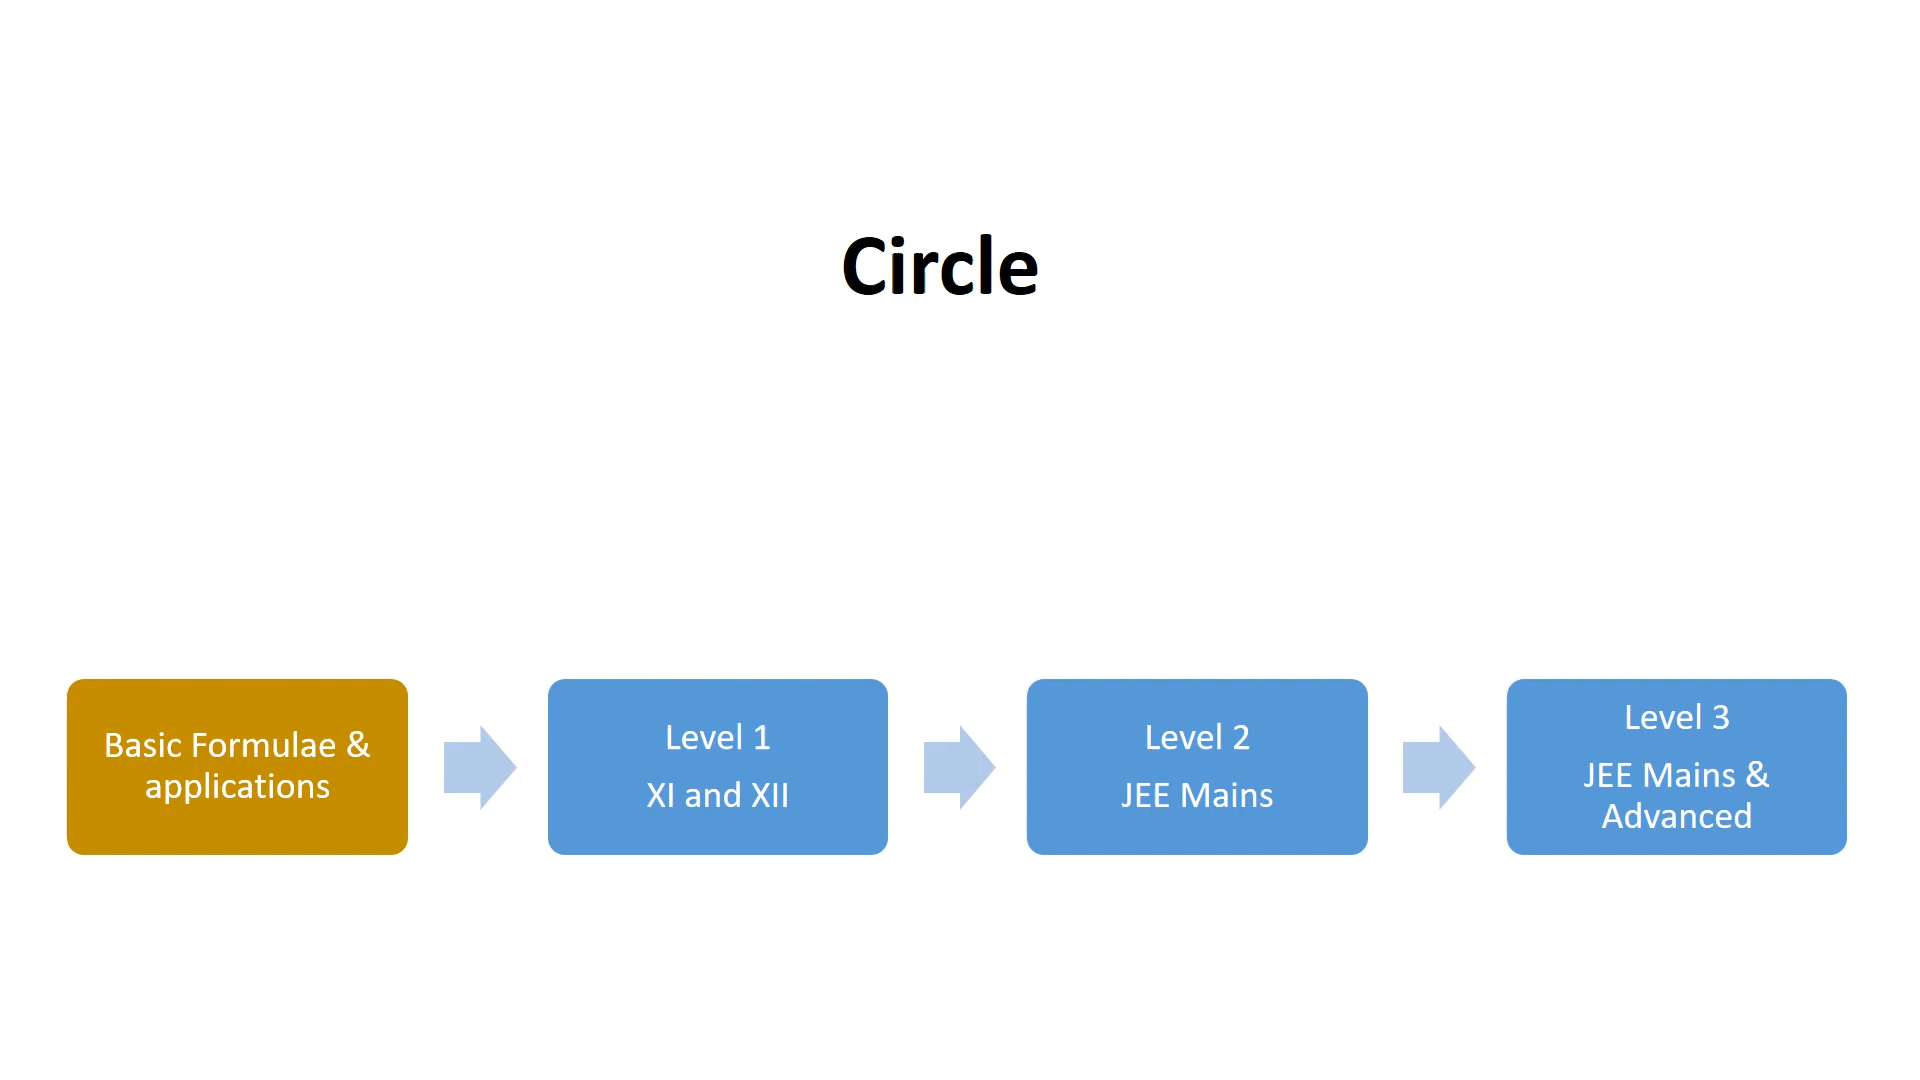 Circle
Basic Formulae &
applications
Level 1
XI and XII
Level 2
JEE Mains
Level 3
JEE Mains &
Advanced